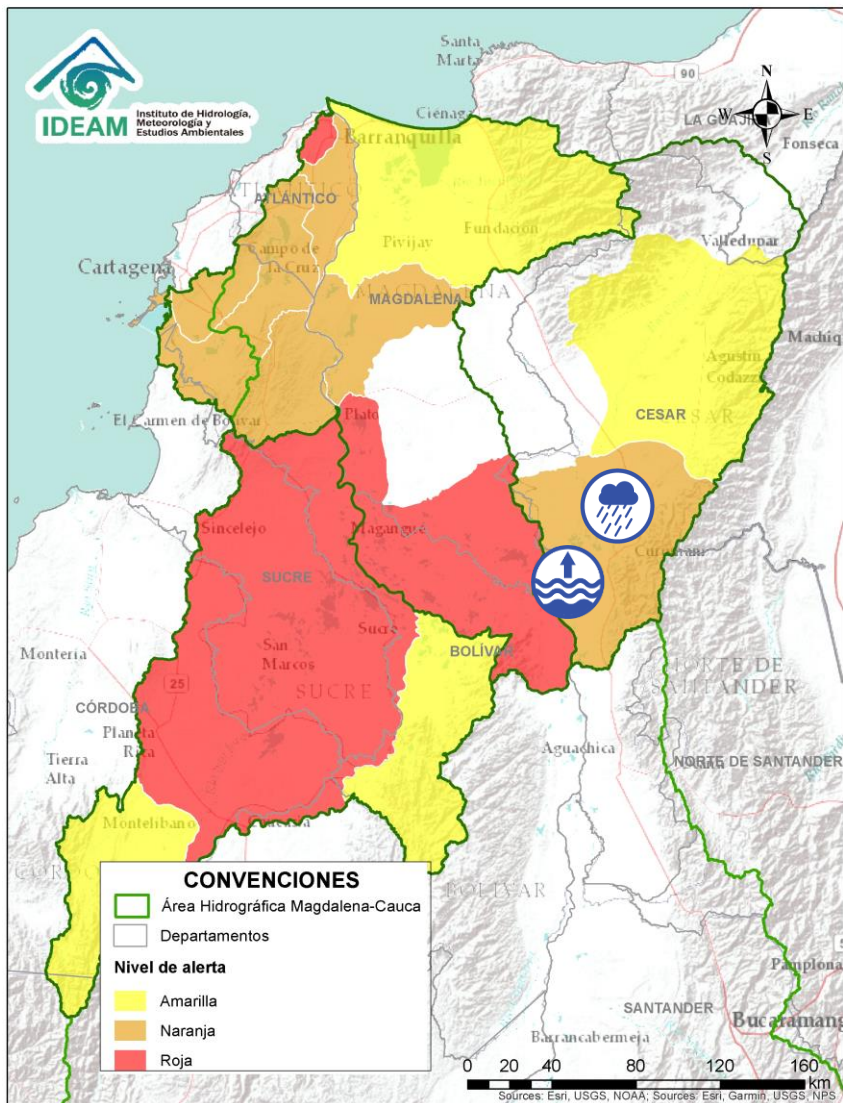 IDEAM
Instituto de Hidrología,
Meteorología y
Estudios Ambientales
Santa
Marta
90
N
W
E
S
Ciénaga
LA GUAJI
Fonseca
Barranquilla
ATLÁNTICO
Valledupar
Fundación
Pivijay
Cartagena
Campo de
la Cruz
MAGDALENA
Machiq
Agustín
Codazzi
El Carmen de Bolívar
Plato
CESAR
Sincelejo
Magangué
SUCRE
Sucre
BOLÍVAR
San
Marcos
SUCRE
Montería
25
NORTE DE
SANTANDER
CÓRDOBA
Planeta
Rica
Aguachica
Tierra
Alta
NORTE DE SANTANDER
Montelíbano
BOLÍVAR
CONVENCIONES
Área Hidrográfica Magdalena-Cauca
Departamentos
Nivel de alerta
Amarilla
Naranja
Roja
Pamplona
SANTANDER
Bucaramang
Barrancabermeja
0 20 40 80 120 160
km
Sources: Esri, USGS, NOAA; Sources: Esri, Garmin, USGS, NPS